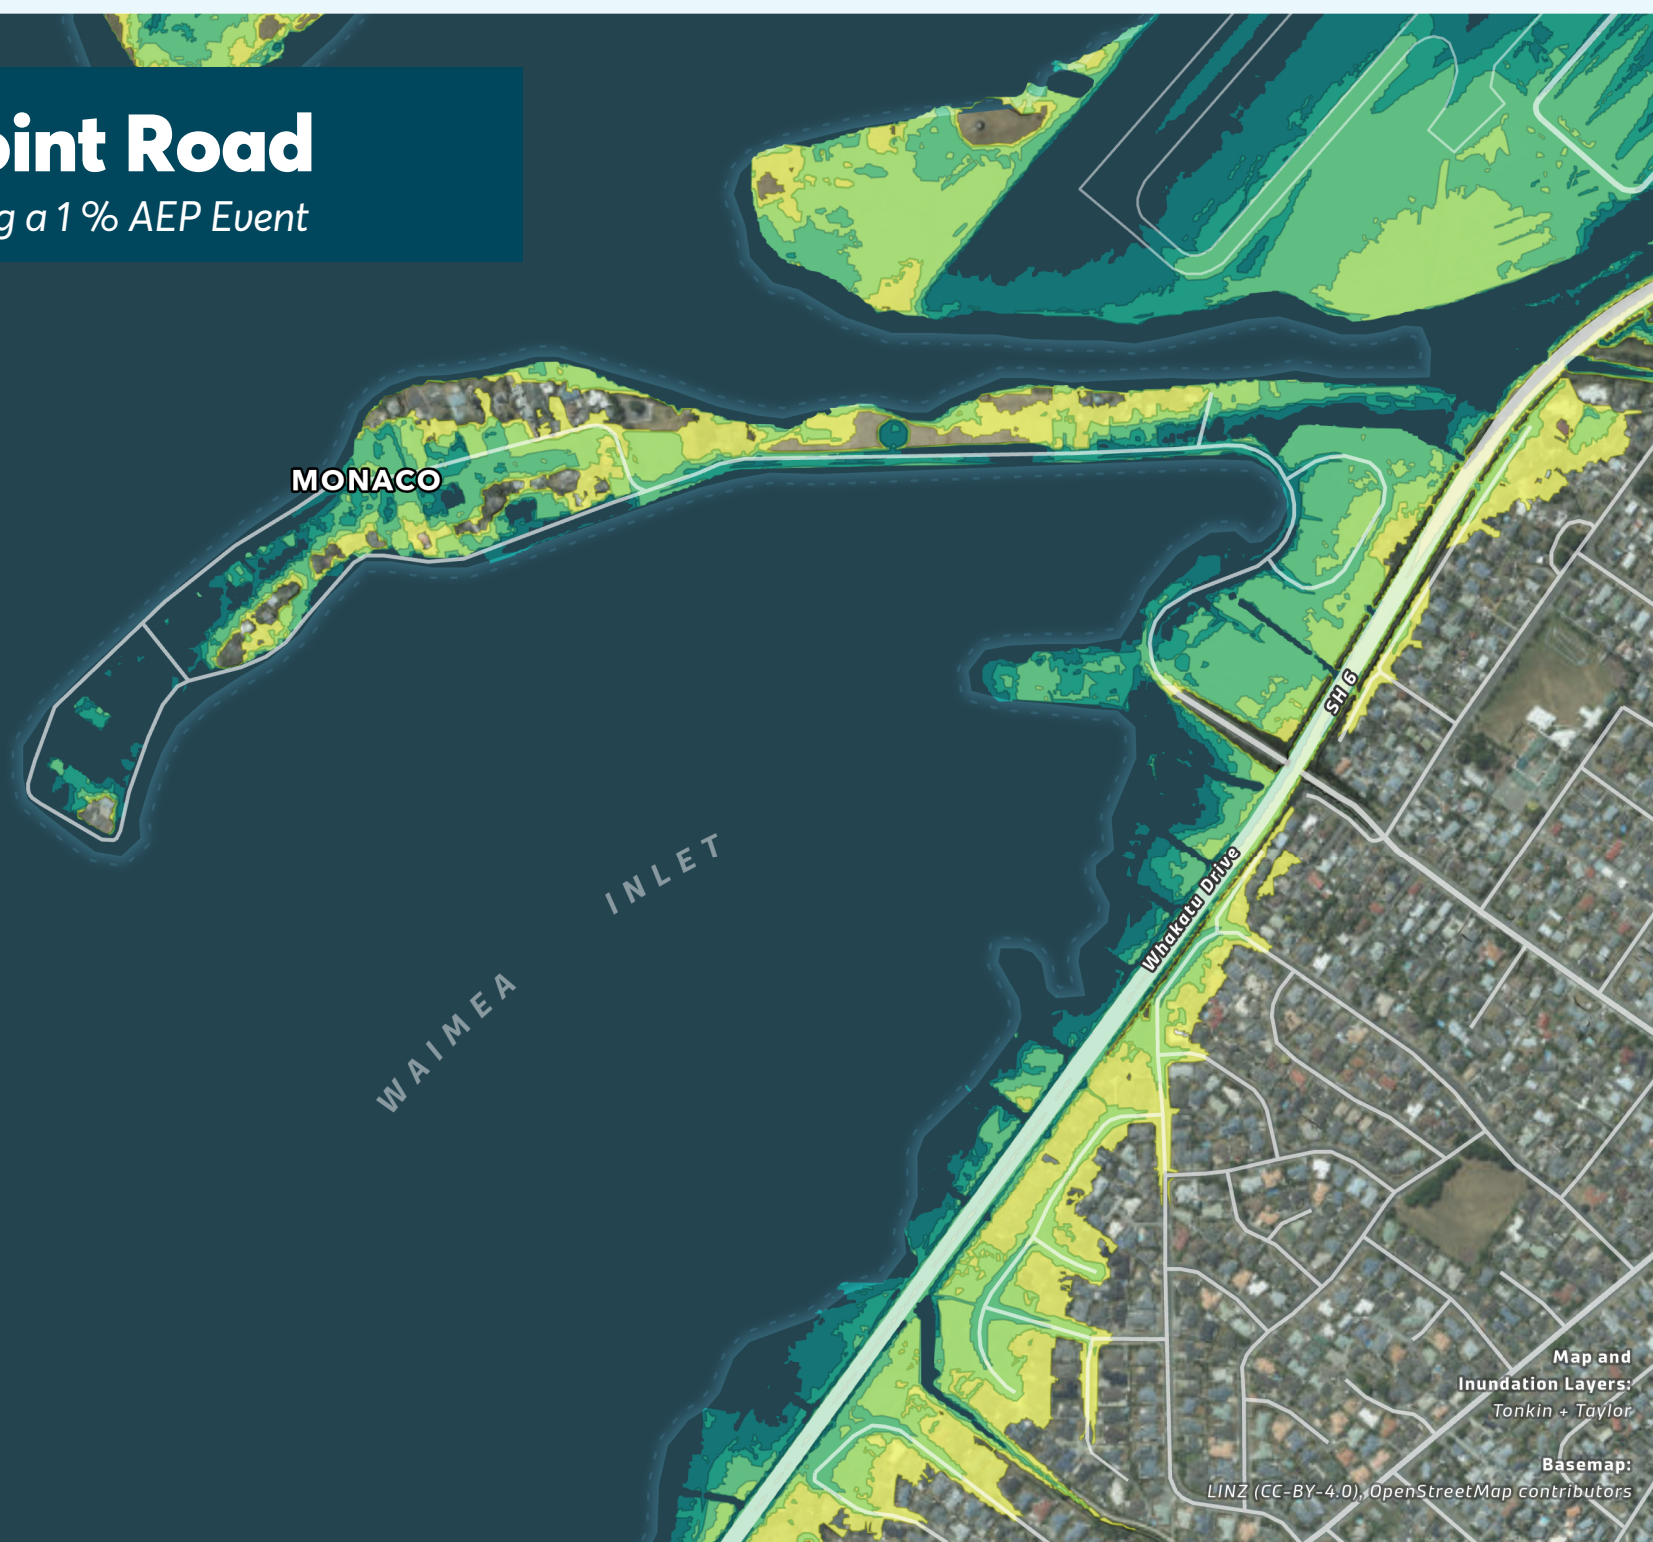 oint Road
g a 1 % AEP Event
MONACO
SH 6
Whakatu Drive
WAIMEA INLET
Map and
Inundation Layers:
Tonkin + Taylor
Basemap:
LINZ (CC-BY-4.0), OpenStreetMap contributors